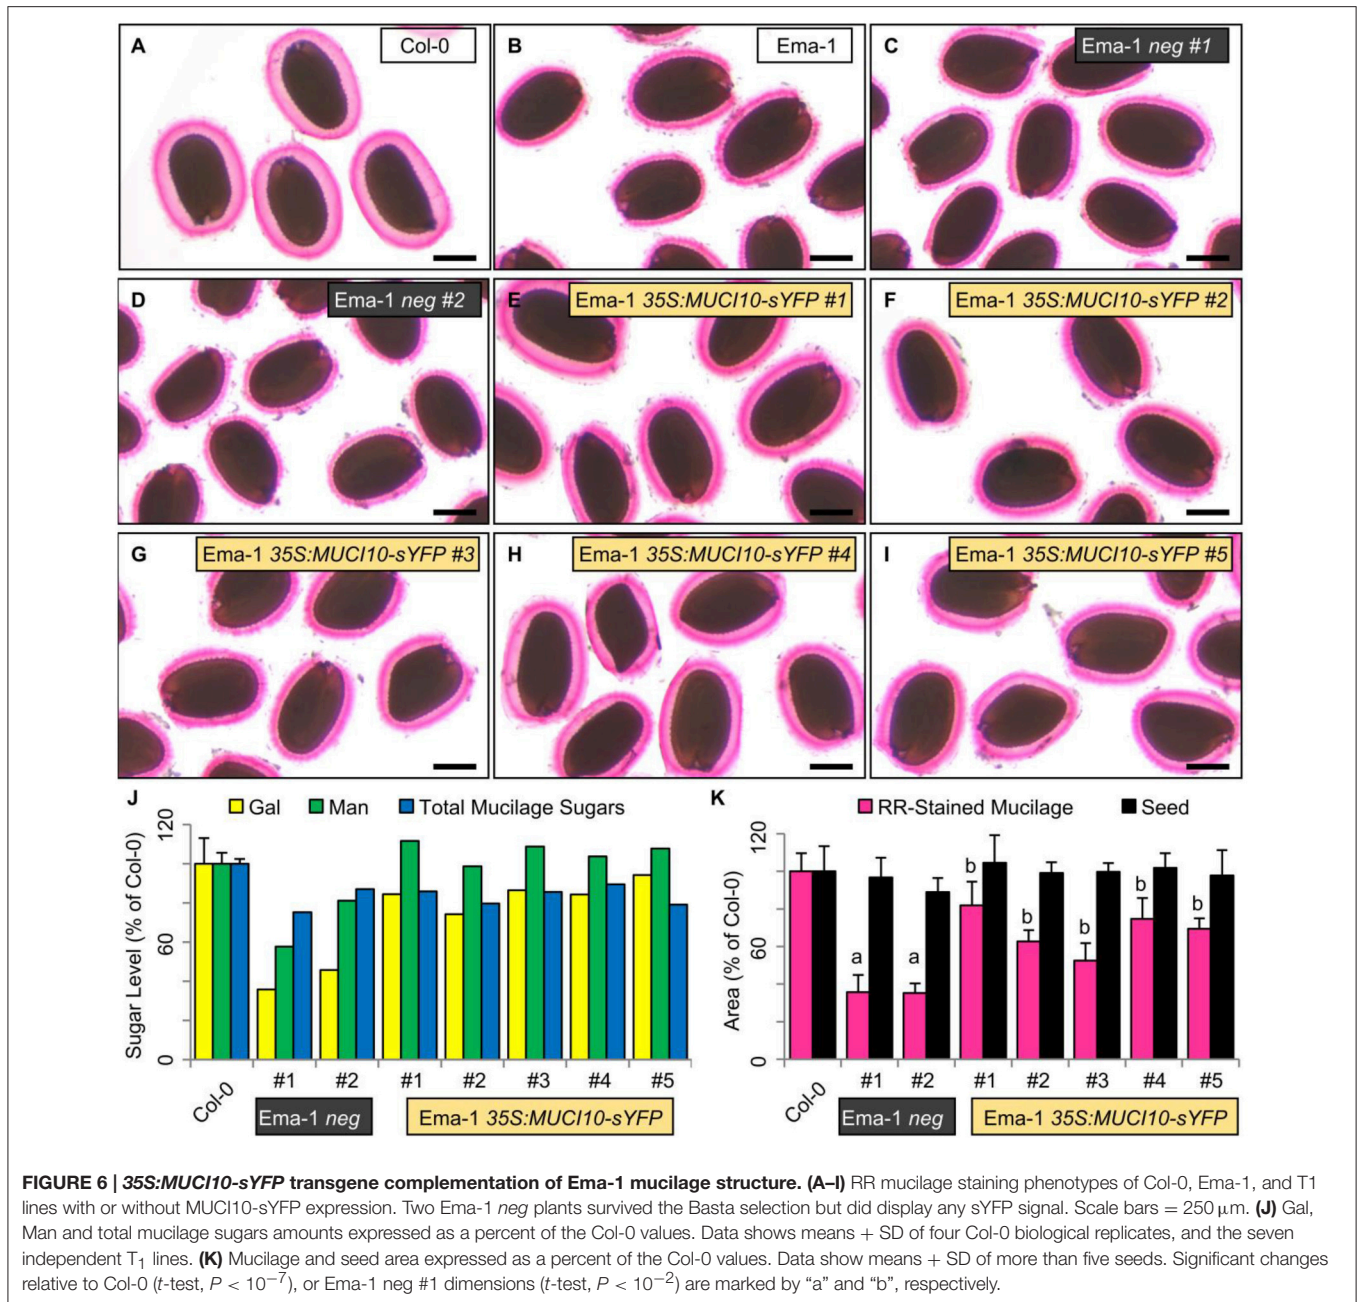 A
Col-0
B
Ema-1
C
Ema-1 neg #1
D
Ema-1 neg #2
E
Ema-1 35S:MUCI10-sYFP #1
F
Ema-1 35S:MUCI10-sYFP #2
G
Ema-1 35S:MUCI10-sYFP #3
H
Ema-1 35S:MUCI10-sYFP #4
I
Ema-1 35S:MUCI10-sYFP #5
J
Gal Man Total Mucilage Sugars
Sugar Level (% of Col-0)
120
60
0
Col-0 #1 #2 #1 #2 #3 #4 #5
Ema-1 neg Ema-1 35S:MUCI10-sYFP
K
RR-Stained Mucilage Seed
Area (% of Col-0)
120
60
0
a a b b b b b
Col-0 #1 #2 #1 #2 #3 #4 #5
Ema-1 neg Ema-1 35S:MUCI10-sYFP
FIGURE 6 | 35S:MUCI10-sYFP transgene complementation of Ema-1 mucilage structure. (A–I) RR mucilage staining phenotypes of Col-0, Ema-1, and T1
lines with or without MUCI10-sYFP expression. Two Ema-1 neg plants survived the Basta selection but did display any sYFP signal. Scale bars = 250 μm. (J) Gal,
Man and total mucilage sugars amounts expressed as a percent of the Col-0 values. Data shows means + SD of four Col-0 biological replicates, and the seven
independent T₁ lines. (K) Mucilage and seed area expressed as a percent of the Col-0 values. Data show means + SD of more than five seeds. Significant changes
relative to Col-0 (t-test, P < 10⁻⁷), or Ema-1 neg #1 dimensions (t-test, P < 10⁻²) are marked by “a” and “b”, respectively.